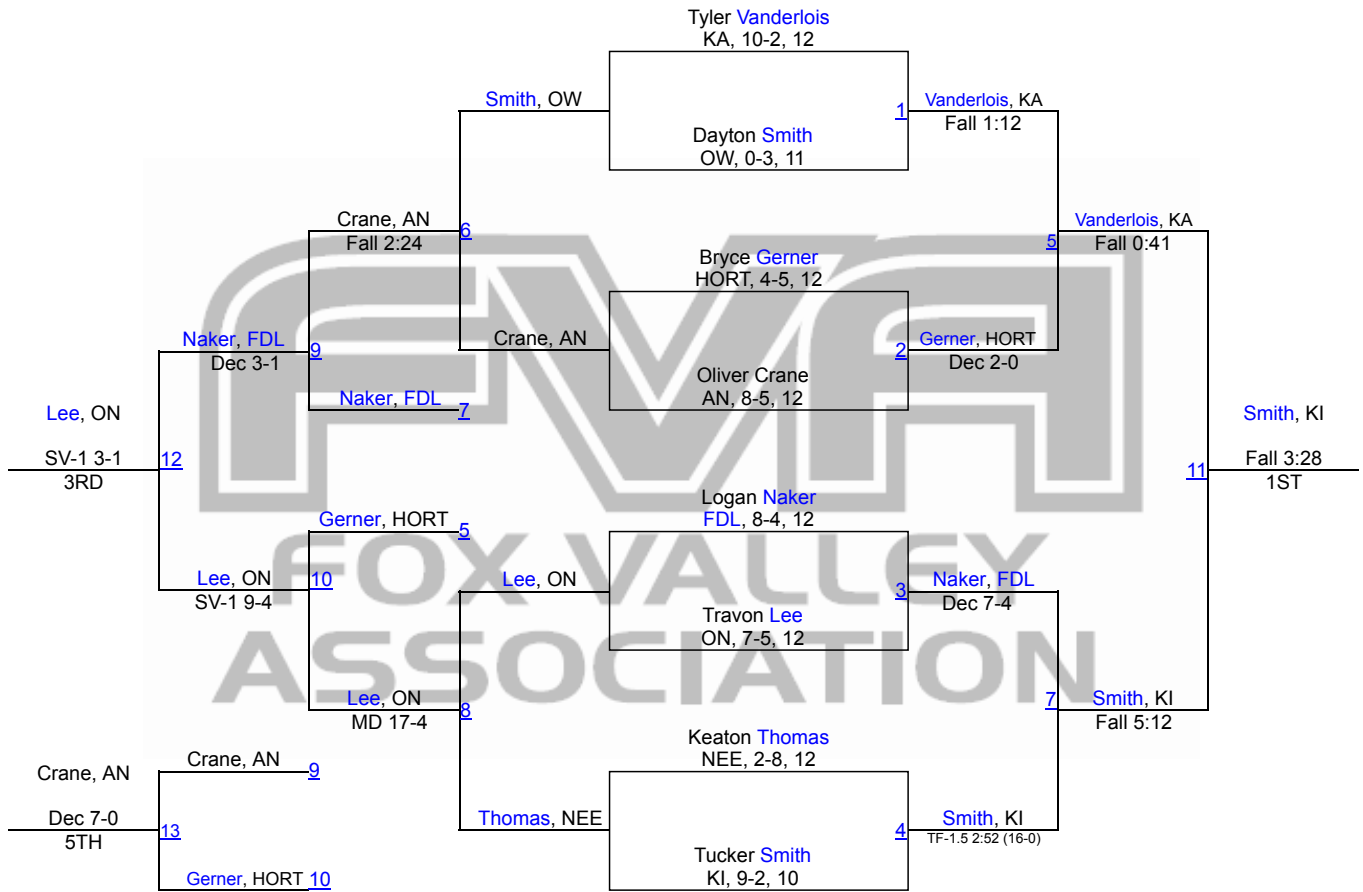 Tyler Vanderlois
KA, 10-2, 12
Smith, OW
1
Vanderlois, KA
Fall 1:12
Dayton Smith
OW, 0-3, 11
Crane, AN
Fall 2:24
6
Vanderlois, KA
Fall 0:41
5
Bryce Gerner
HORT, 4-5, 12
Naker, FDL
Dec 3-1
9
Crane, AN
2
Gerner, HORT
Dec 2-0
Oliver Crane
AN, 8-5, 12
Naker, FDL
7
Lee, ON
SV-1 3-1
3RD
12
Smith, KI
Fall 3:28
1ST
11
Logan Naker
FDL, 8-4, 12
Gerner, HORT
5
Lee, ON
SV-1 9-4
10
Lee, ON
3
Naker, FDL
Dec 7-4
Travon Lee
ON, 7-5, 12
FVA
FOX VALLEY
ASSOCIATION
Lee, ON
MD 17-4
8
7
Smith, KI
Fall 5:12
Keaton Thomas
NEE, 2-8, 12
Crane, AN
Dec 7-0
5TH
Crane, AN
9
13
Gerner, HORT
10
Thomas, NEE
4
Smith, KI
TF-1.5 2:52 (16-0)
Tucker Smith
KI, 9-2, 10